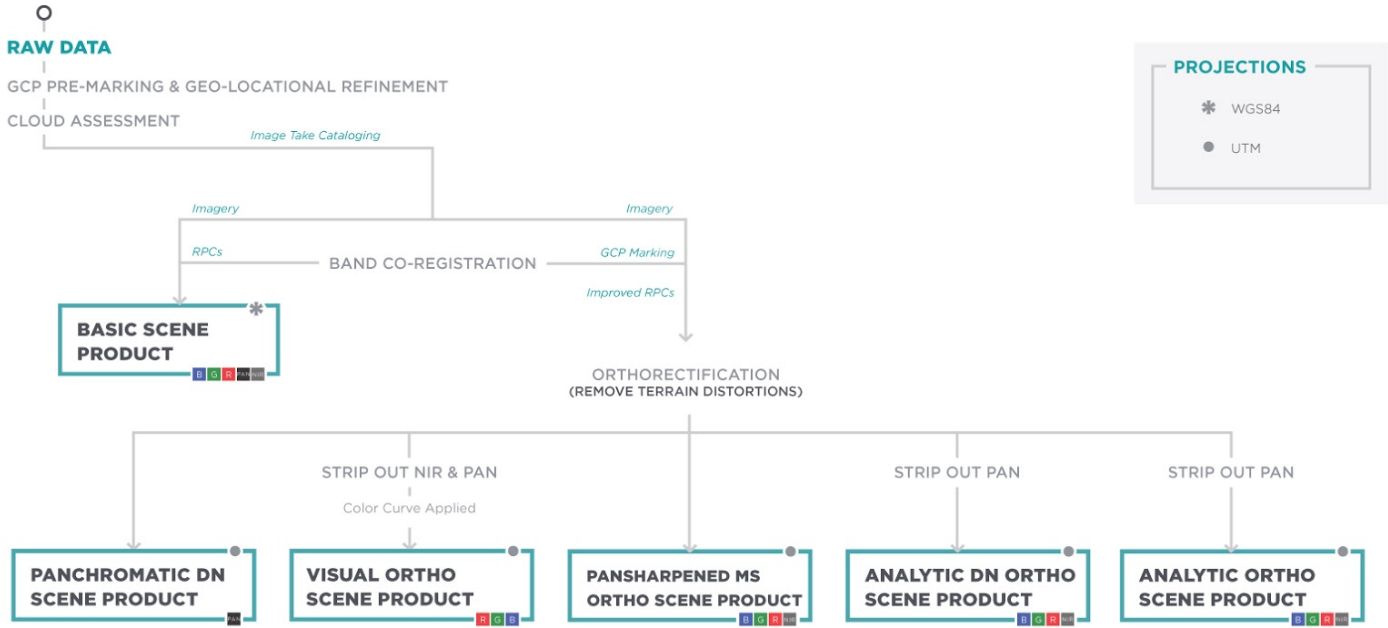 RAW DATA
GCP PRE-MARKING & GEO-LOCATIONAL REFINEMENT
CLOUD ASSESSMENT
Image Take Cataloging
PROJECTIONS
WGS84
UTM
Imagery
Imagery
RPCs
BAND CO-REGISTRATION
GCP Marking
Improved RPCs
BASIC SCENE
PRODUCT
B G R PAN NIR
ORTHORECTIFICATION
(REMOVE TERRAIN DISTORTIONS)
STRIP OUT NIR & PAN
Color Curve Applied
STRIP OUT PAN
STRIP OUT PAN
PANCHROMATIC DN
SCENE PRODUCT
PAN
VISUAL ORTHO
SCENE PRODUCT
R G B
PANSHARPENED MS
ORTHO SCENE PRODUCT
B G R NIR
ANALYTIC DN ORTHO
SCENE PRODUCT
B G R NIR
ANALYTIC ORTHO
SCENE PRODUCT
B G R NIR